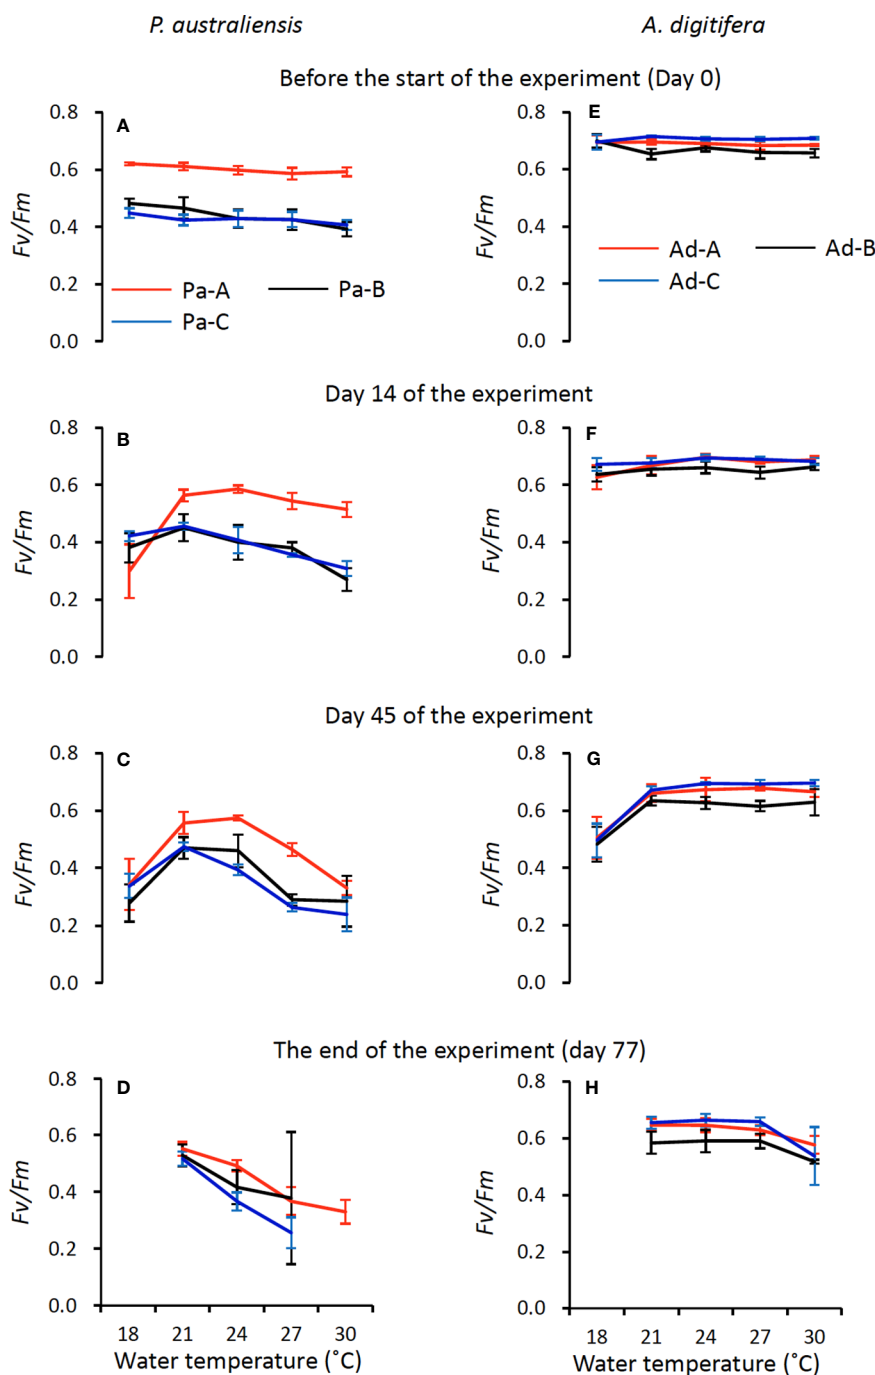 P. australiensis
A. digitifera
Before the start of the experiment (Day 0)
A
0.8
0.6
0.4
0.2
0.0
Fv/Fm
Pa-A
Pa-B
Pa-C
E
0.8
0.6
0.4
0.2
0.0
Fv/Fm
Ad-A
Ad-B
Ad-C
Day 14 of the experiment
B
0.8
0.6
0.4
0.2
0.0
Fv/Fm
F
0.8
0.6
0.4
0.2
0.0
Fv/Fm
Day 45 of the experiment
C
0.8
0.6
0.4
0.2
0.0
Fv/Fm
G
0.8
0.6
0.4
0.2
0.0
Fv/Fm
The end of the experiment (day 77)
D
0.8
0.6
0.4
0.2
0.0
Fv/Fm
18 21 24 27 30
Water temperature (˚C)
H
0.8
0.6
0.4
0.2
0.0
Fv/Fm
18 21 24 27 30
Water temperature (˚C)